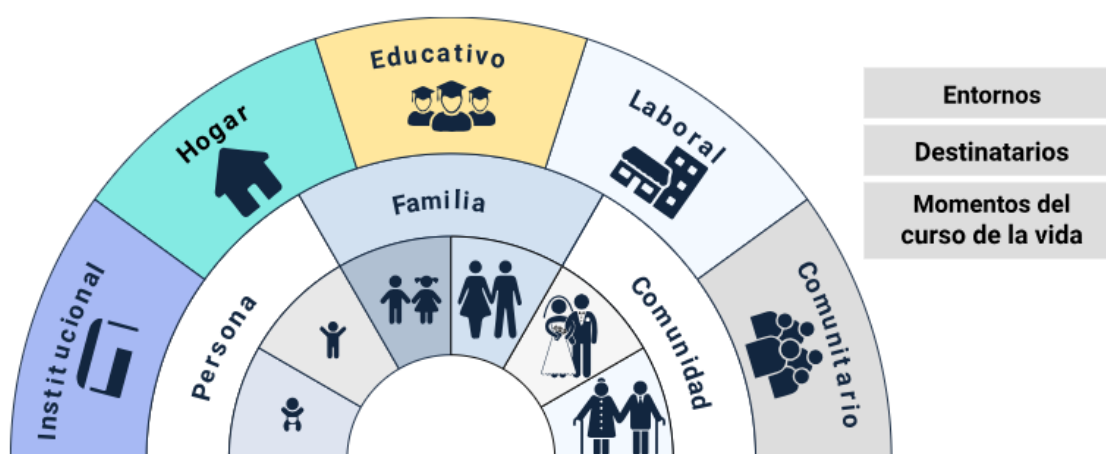 Institucional
Hogar
Educativo
Laboral
Comunitario
Persona
Familia
Comunidad
Entornos
Destinatarios
Momentos del
curso de la vida